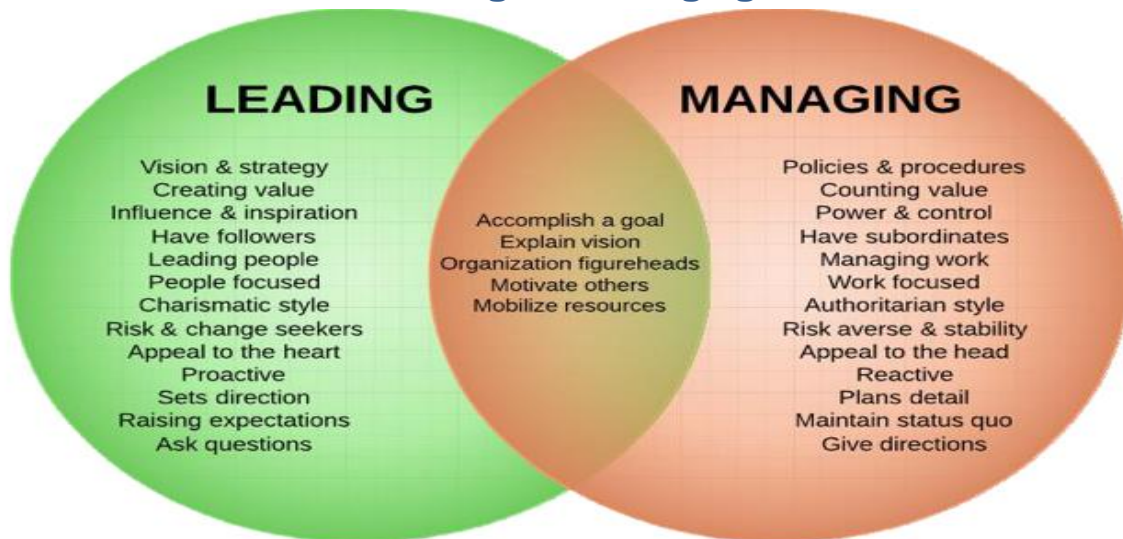 LEADING
Vision & strategy
Creating value
Influence & inspiration
Have followers
Leading people
People focused
Charismatic style
Risk & change seekers
Appeal to the heart
Proactive
Sets direction
Raising expectations
Ask questions
Accomplish a goal
Explain vision
Organization figureheads
Motivate others
Mobilize resources
MANAGING
Policies & procedures
Counting value
Power & control
Have subordinates
Managing work
Work focused
Authoritarian style
Risk averse & stability
Appeal to the head
Reactive
Plans detail
Maintain status quo
Give directions